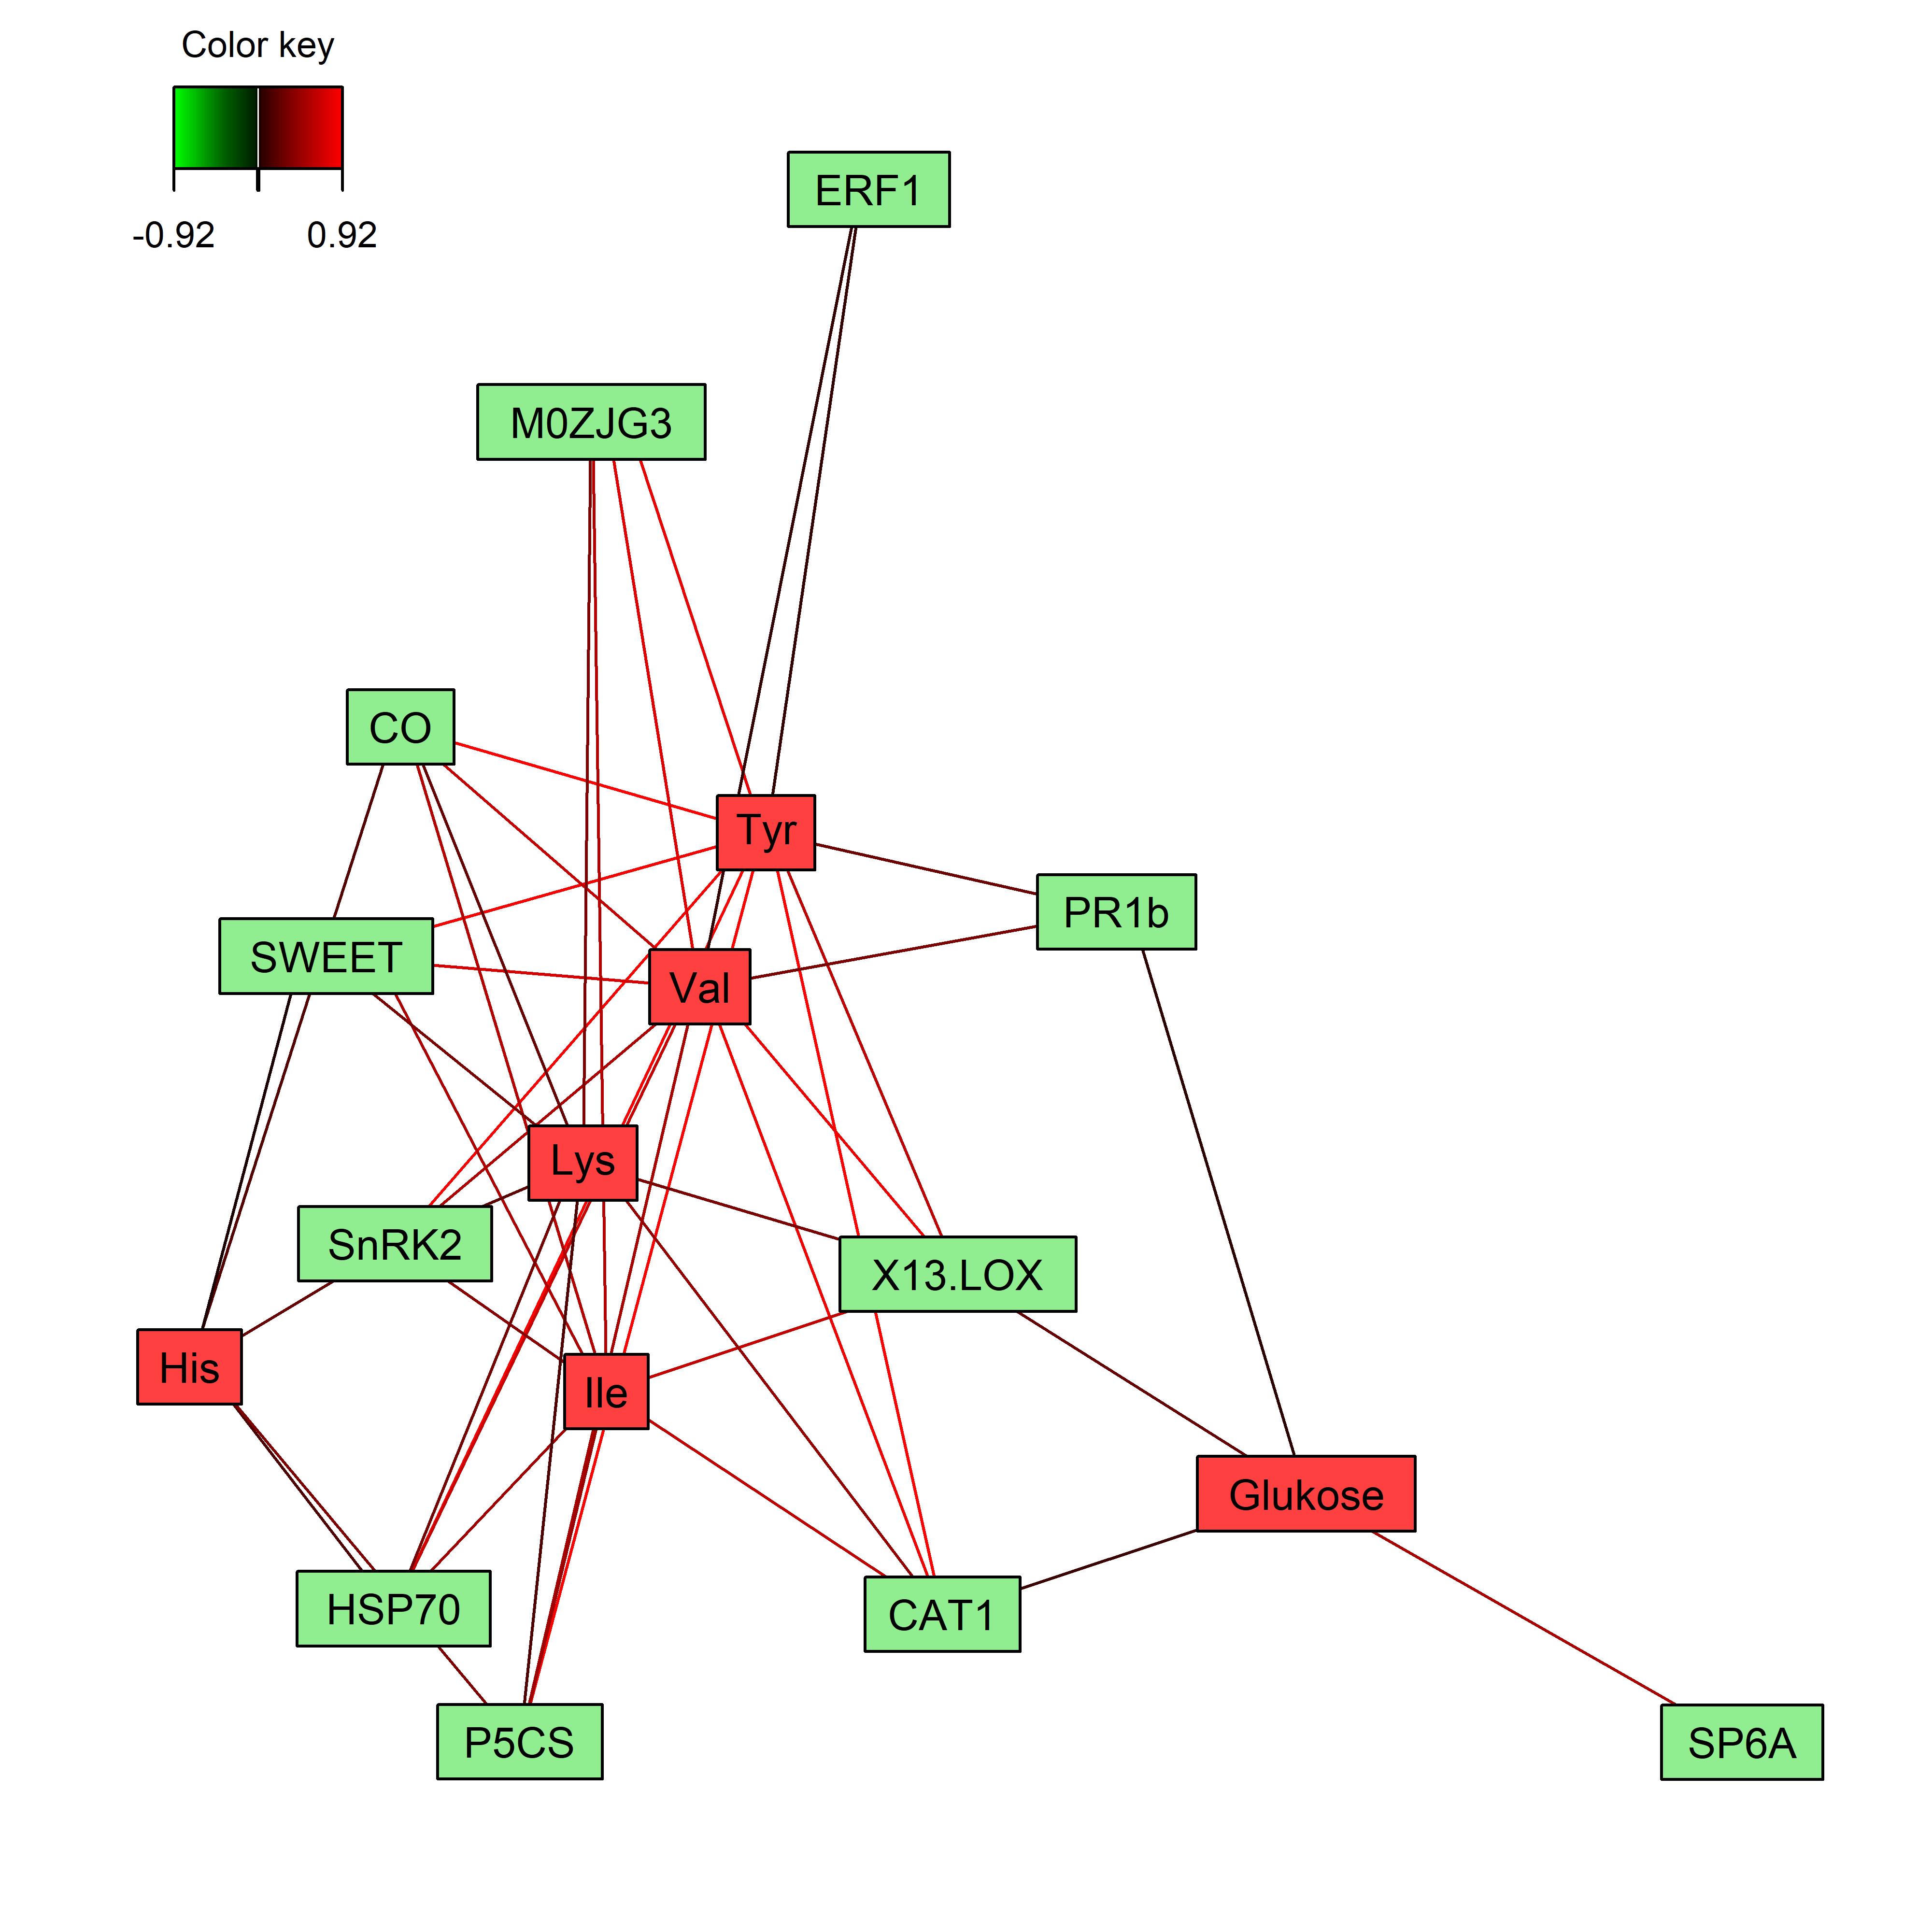 Color key
-0.92 0.92
ERF1
M0ZJG3
CO
Tyr
PR1b
SWEET
Val
Lys
SnRK2
X13.LOX
His
Ile
Glukose
HSP70
CAT1
P5CS
SP6A